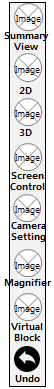 Image
Summary
View
Image
2D
Image
3D
Image
Screen
Control
Image
Camera
Setting
Image
Magnifier
Image
Virtual
Block
Undo